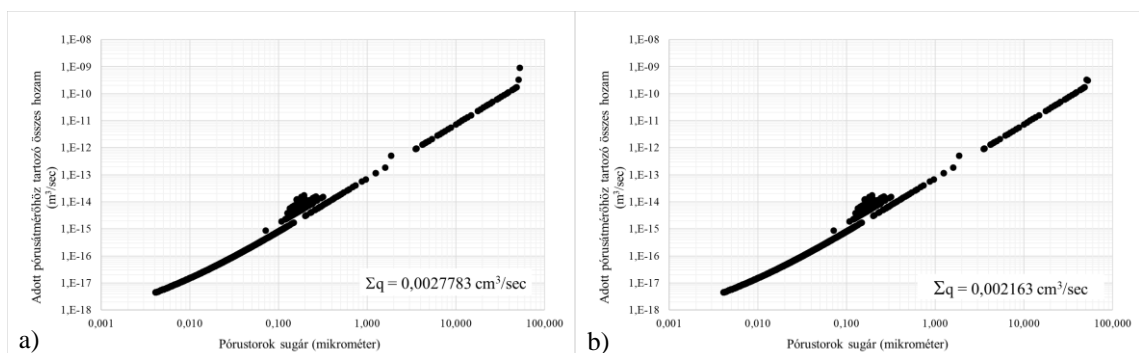 1,E-08
1,E-09
1,E-10
1,E-11
1,E-12
1,E-13
1,E-14
1,E-15
1,E-16
1,E-17
1,E-18
Adott pórusátmérőhöz tartozó összes hozam
(m³/sec)
Σq = 0,0027783 cm³/sec
0,001 0,010 0,100 1,000 10,000 100,000
Pórustorok sugár (mikrométer)
a)
1,E-08
1,E-09
1,E-10
1,E-11
1,E-12
1,E-13
1,E-14
1,E-15
1,E-16
1,E-17
1,E-18
Adott pórusátmérőhöz tartozó összes hozam
(m³/sec)
Σq = 0,002163 cm³/sec
0,001 0,010 0,100 1,000 10,000 100,000
Pórustorok sugár (mikrométer)
b)